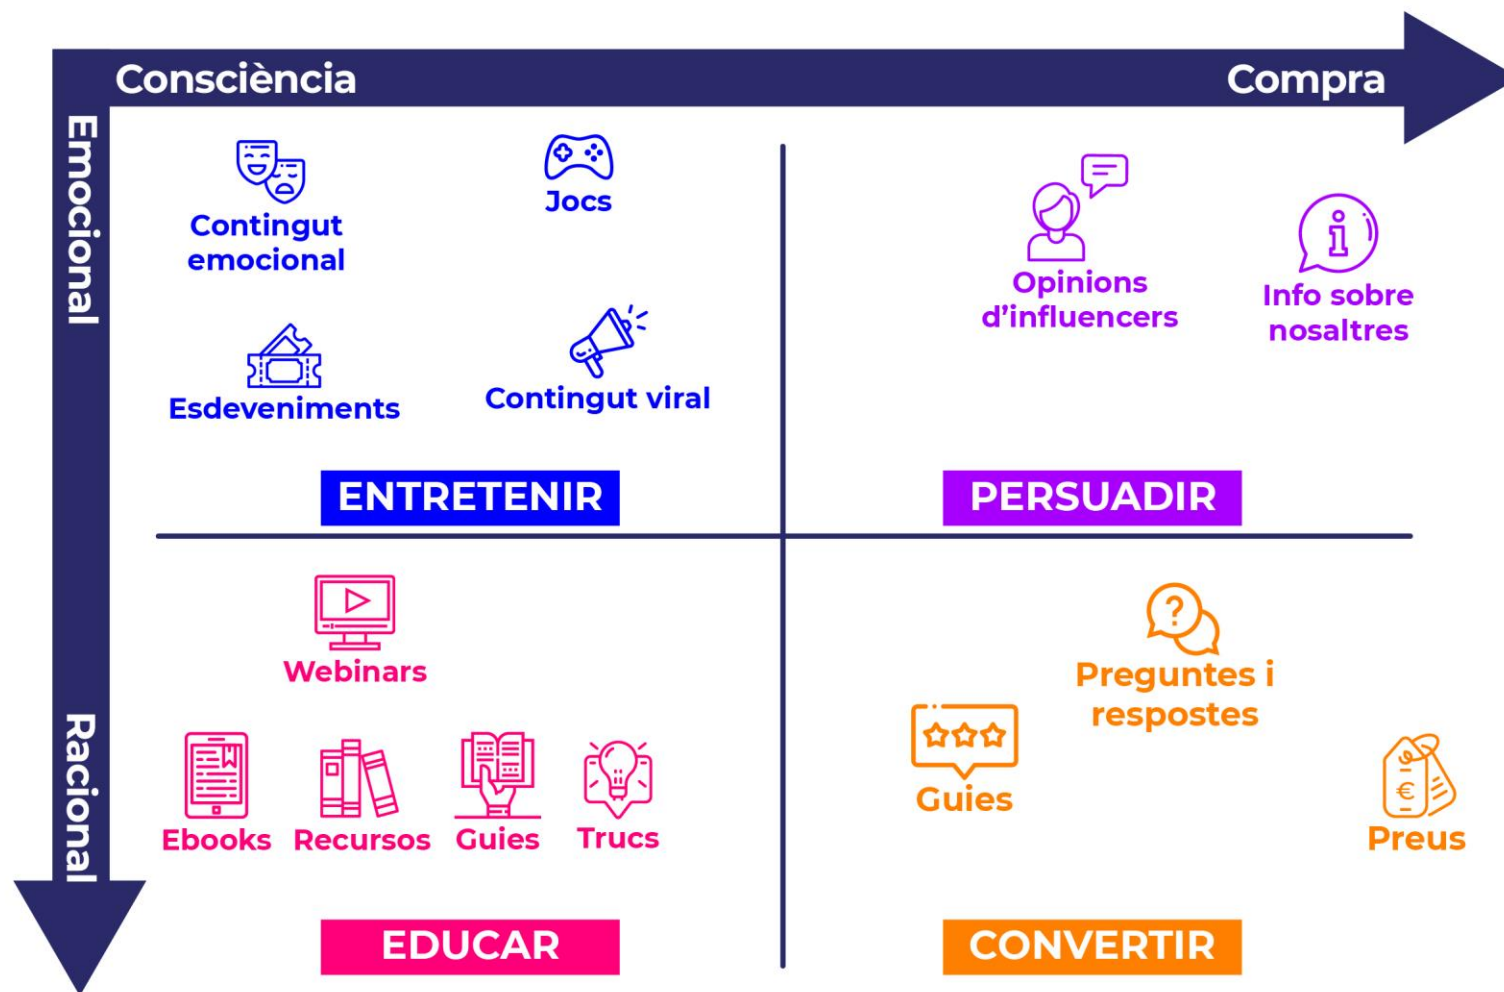 Consciència
Compra
Emocional
Racional
Contingut
emocional
Jocs
Esdeveniments
Contingut viral
ENTRETENIR
Opinions
d'influencers
Info sobre
nosaltres
PERSUADIR
Webinars
Ebooks
Recursos
Guies
Trucs
EDUCAR
Preguntes i
respostes
Guies
€
Preus
CONVERTIR